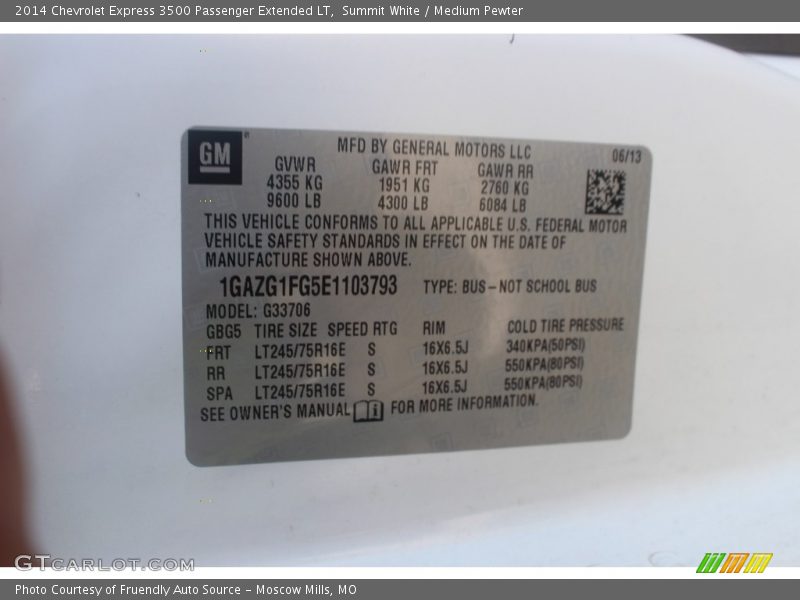 2014 Chevrolet Express 3500 Passenger Extended LT, Summit White / Medium Pewter
GM
MFD BY GENERAL MOTORS LLC 06/13
GVWR GAWR FRT GAWR RR
4355 KG 1951 KG 2760 KG
9600 LB 4300 LB 6084 LB
THIS VEHICLE CONFORMS TO ALL APPLICABLE U.S. FEDERAL MOTOR
VEHICLE SAFETY STANDARDS IN EFFECT ON THE DATE OF
MANUFACTURE SHOWN ABOVE.
1GAZG1FG5E1103793 TYPE: BUS – NOT SCHOOL BUS
MODEL: G33706
GBG5 TIRE SIZE SPEED RTG RIM COLD TIRE PRESSURE
FRT LT245/75R16E S 16X6.5J 340KPA(50PSI)
RR LT245/75R16E S 16X6.5J 550KPA(80PSI)
SPA LT245/75R16E S 16X6.5J 550KPA(80PSI)
SEE OWNER'S MANUAL FOR MORE INFORMATION.
GTCARLOT.COM
Photo Courtesy of Fruendly Auto Source – Moscow Mills, MO